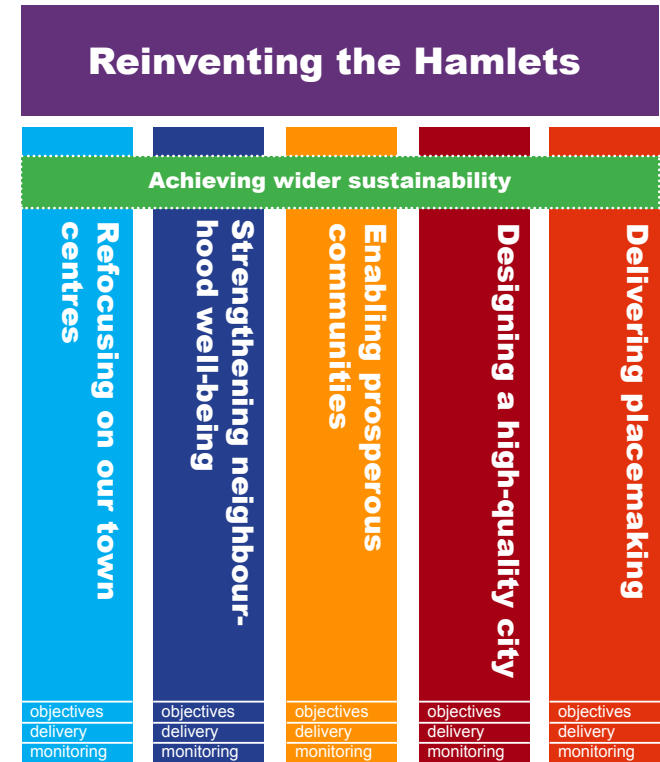 Reinventing the Hamlets
Achieving wider sustainability
Refocusing on our town
centres
Strengthening neighbour-
hood well-being
Enabling prosperous
communities
Designing a high-quality city
Delivering placemaking
objectives
delivery
monitoring
objectives
delivery
monitoring
objectives
delivery
monitoring
objectives
delivery
monitoring
objectives
delivery
monitoring